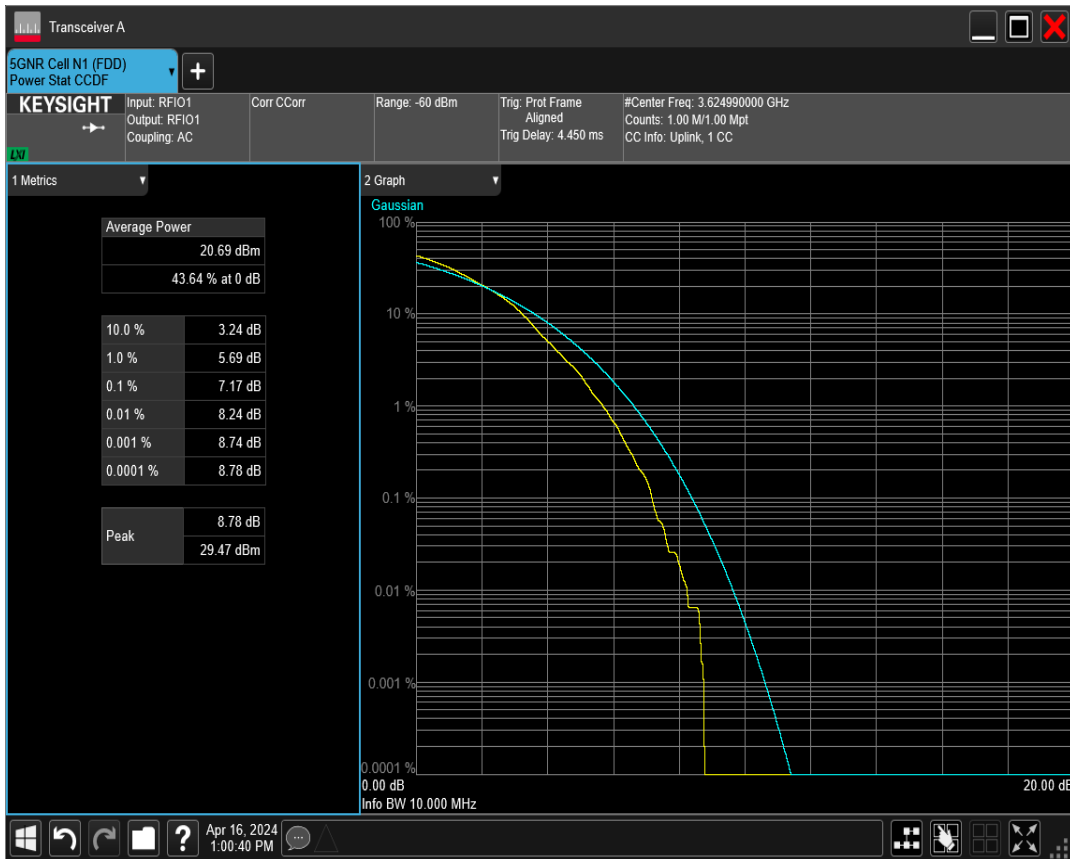 Transceiver A
5GNR Cell N1 (FDD)
Power Stat CCDF
+
KEYSIGHT
LXI
Input: RFIO1
Output: RFIO1
Coupling: AC
Corr CCorr
Range: -60 dBm
Trig: Prot Frame
Aligned
Trig Delay: 4.450 ms
#Center Freq: 3.624990000 GHz
Counts: 1.00 M/1.00 Mpt
CC Info: Uplink, 1 CC
1 Metrics
Average Power
20.69 dBm
43.64 % at 0 dB
10.0 % 3.24 dB
1.0 % 5.69 dB
0.1 % 7.17 dB
0.01 % 8.24 dB
0.001 % 8.74 dB
0.0001 % 8.78 dB
Peak
8.78 dB
29.47 dBm
2 Graph
Gaussian
100 %
10 %
1 %
0.1 %
0.01 %
0.001 %
0.0001 %
0.00 dB 20.00 dB
Info BW 10.000 MHz
?
Apr 16, 2024
1:00:40 PM